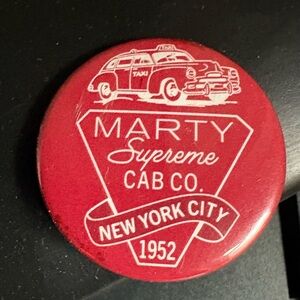 TAXI
MARTY
Supreme
CAB CO.
NEW YORK CITY
1952